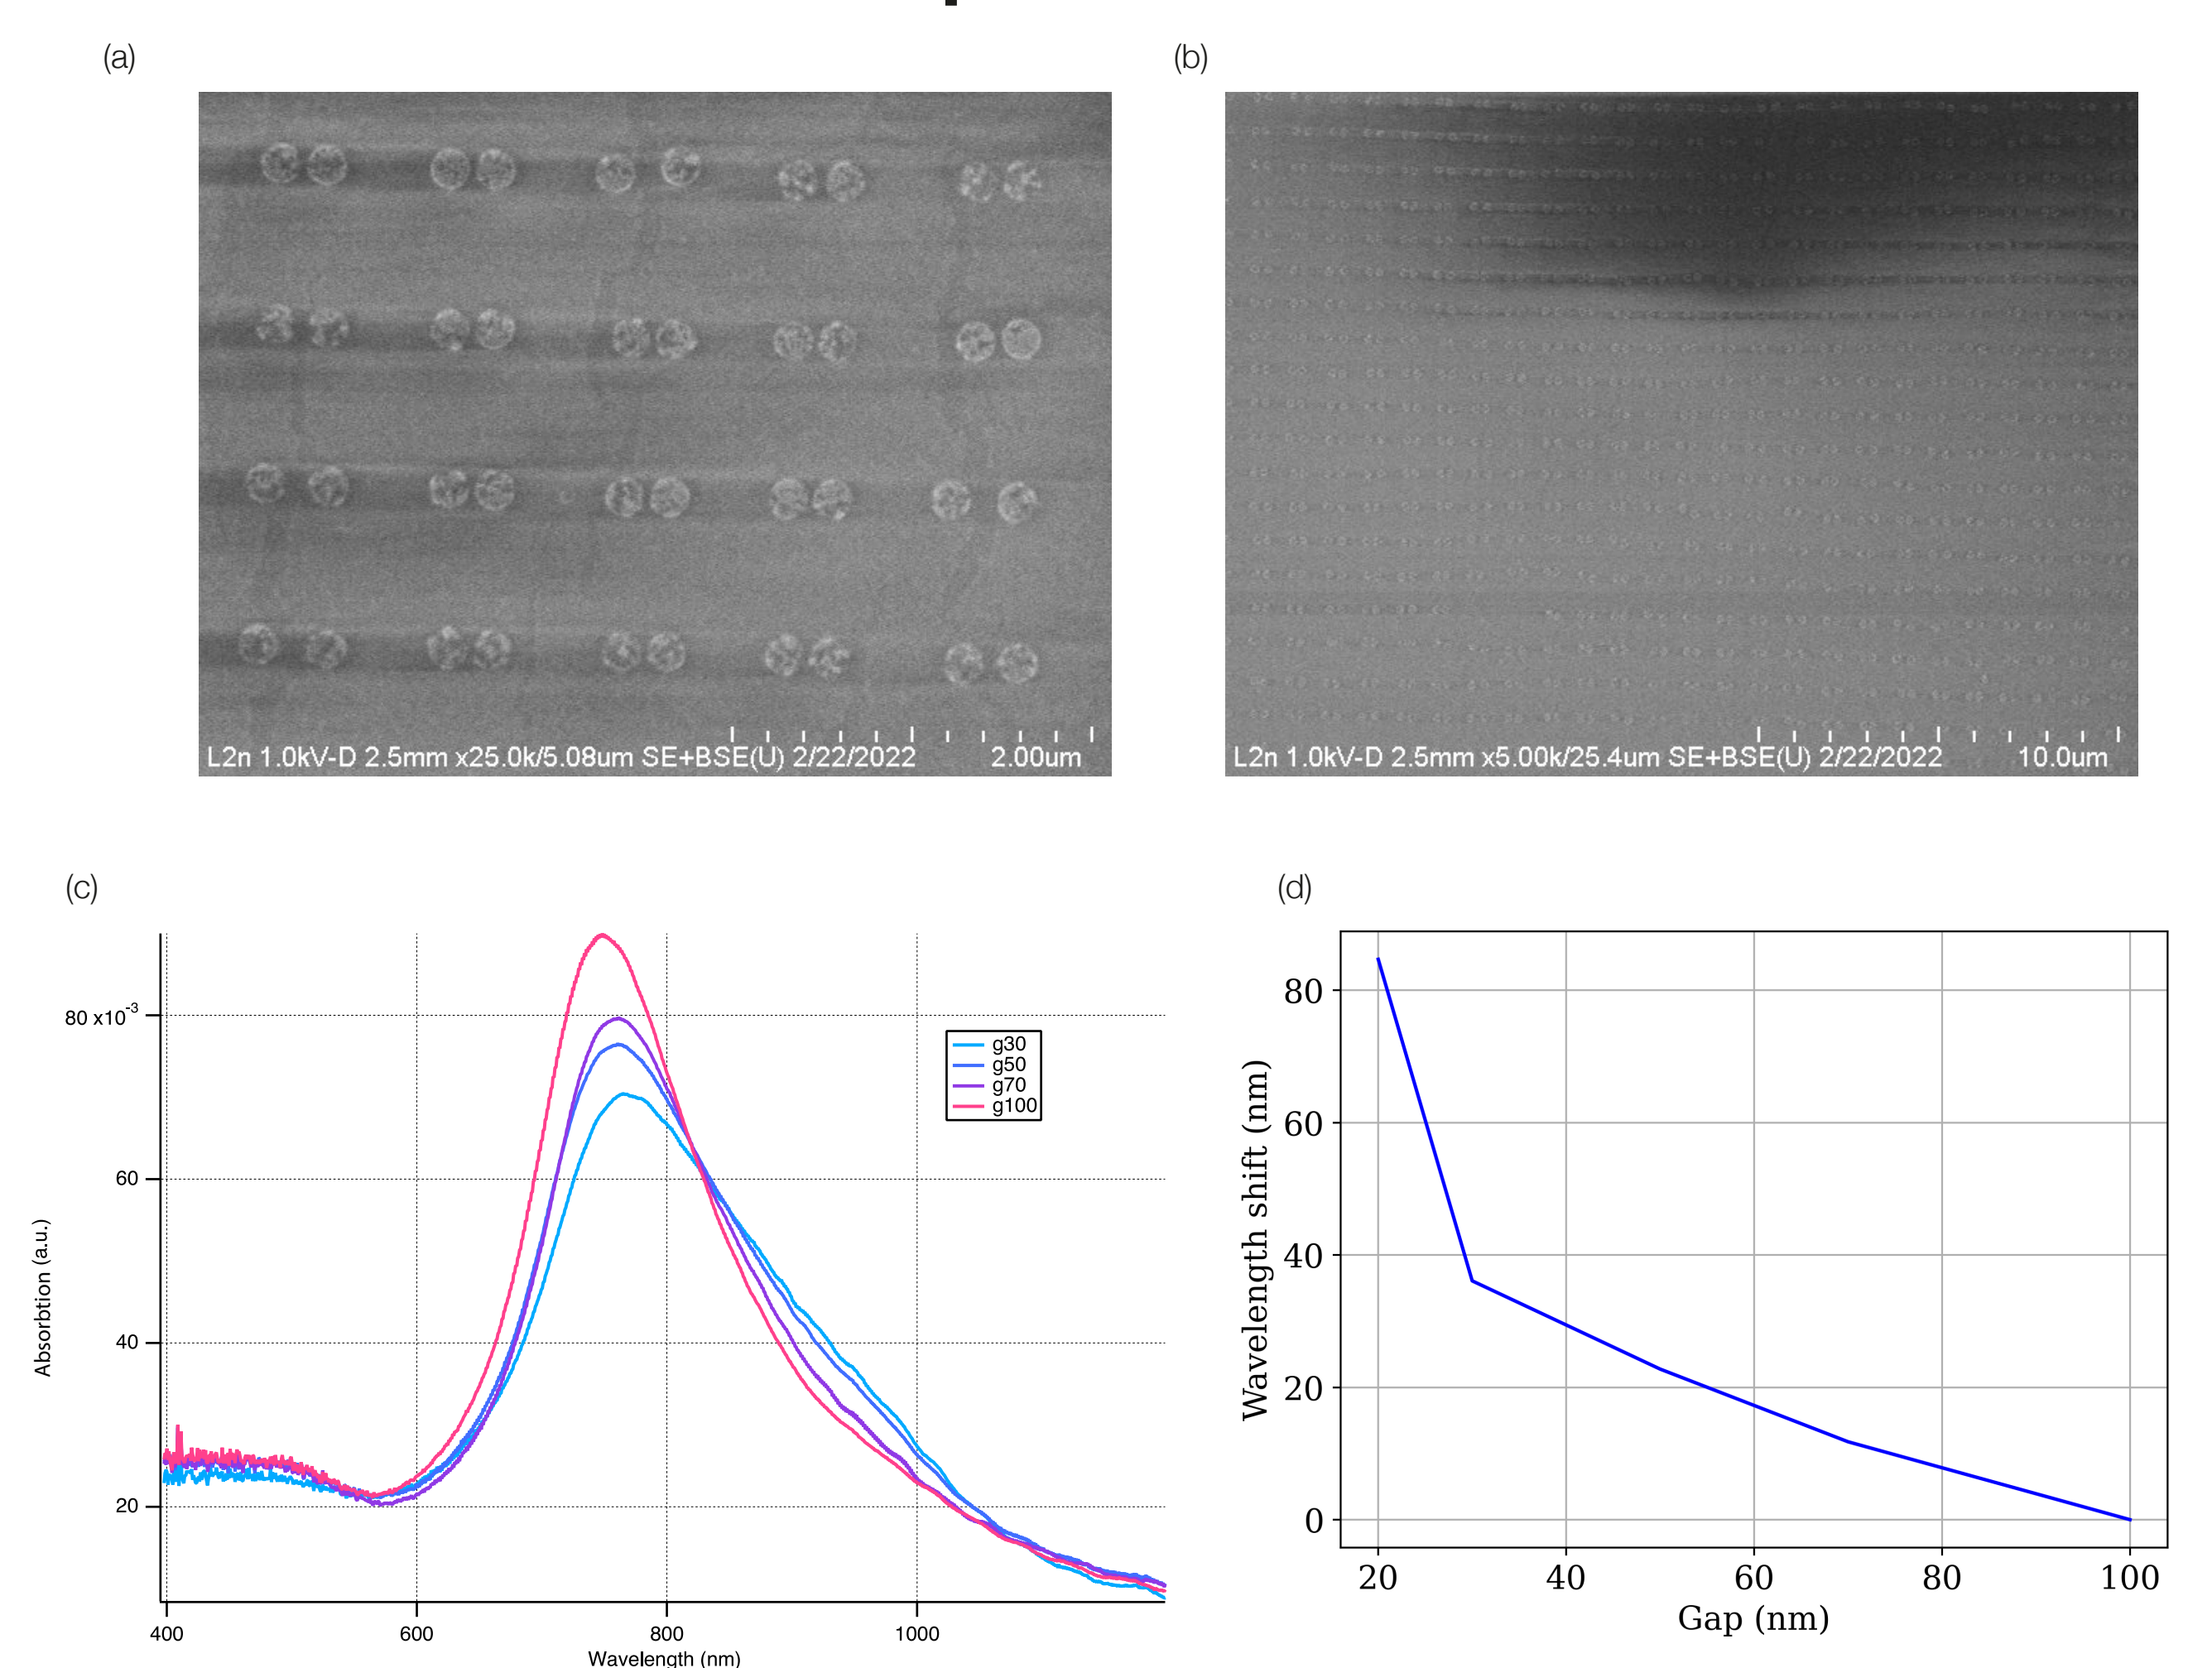 (a)
(b)
L2n 1.0kV-D 2.5mm x25.0k/5.08um SE+BSE(U) 2/22/2022 2.00um
L2n 1.0kV-D 2.5mm x5.00k/25.4um SE+BSE(U) 2/22/2022 10.0um
(c)
80 x10-3
60
40
20
Absorbtion (a.u.)
g30
g50
g70
g100
400 600 800 1000
Wavelength (nm)
(d)
80
60
40
20
0
Wavelength shift (nm)
20 40 60 80 100
Gap (nm)